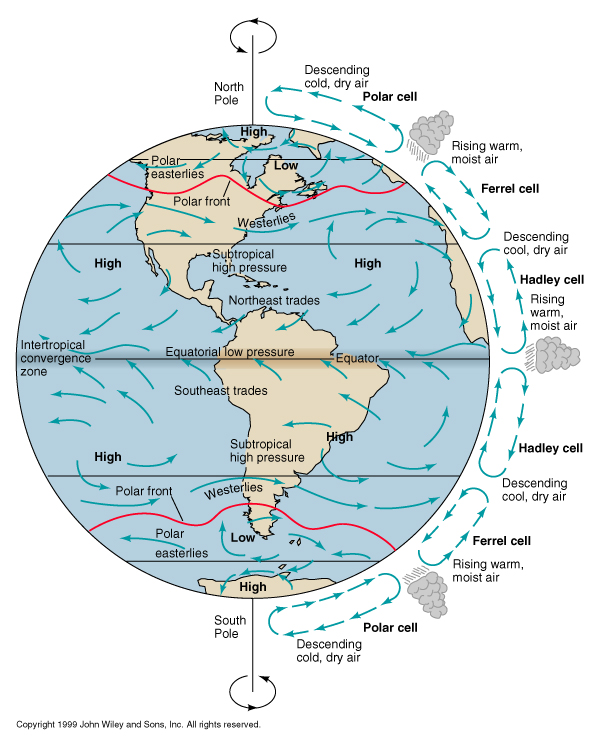 North
Pole
Descending
cold, dry air
Polar cell
High
Rising warm,
moist air
Polar
easterlies
Low
Ferrel cell
Polar front
Westerlies
Descending
cool, dry air
High
Subtropical
high pressure
High
Hadley cell
Northeast trades
Rising
warm,
moist air
Intertropical
convergence
zone
Equatorial low pressure
Equator
Southeast trades
High
Subtropical
high pressure
High
Hadley cell
Descending
cool, dry air
Polar front
Westerlies
Polar
easterlies
Low
Ferrel cell
Rising warm,
moist air
High
South
Pole
Polar cell
Descending
cold, dry air
Copyright 1999 John Wiley and Sons, Inc. All rights reserved.